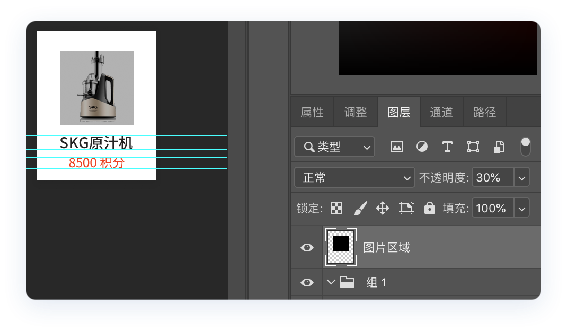 SKG原汁机
8500 积分
属性 调整 图层 通道 路径
类型
正常 不透明度: 30%
锁定: 填充: 100%
图片区域
组 1